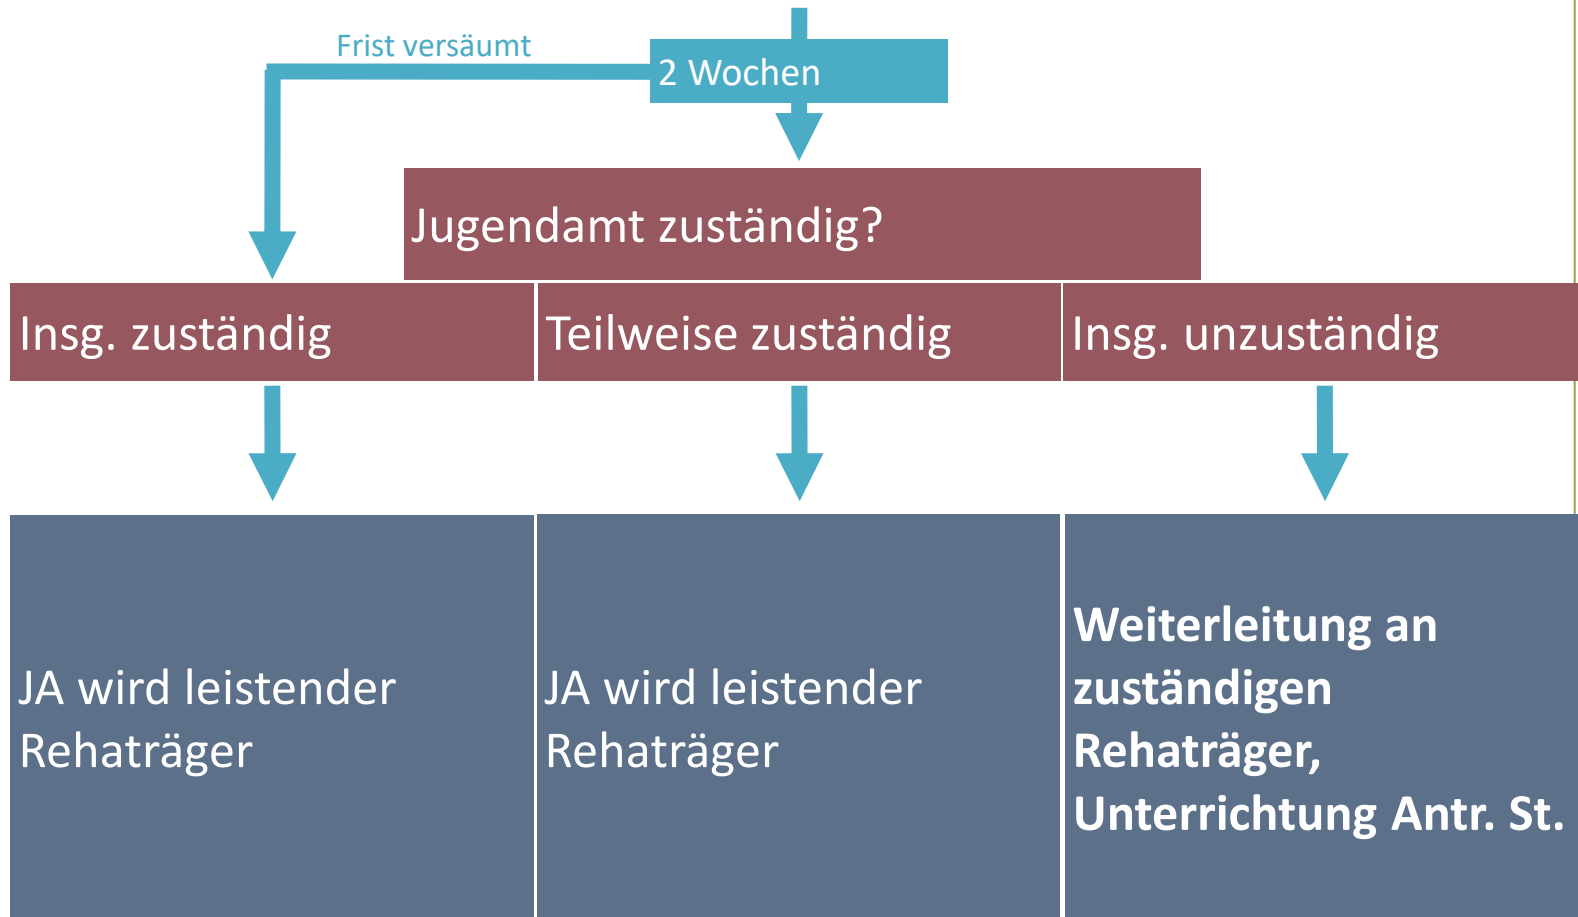 Frist versäumt
2 Wochen
Jugendamt zuständig?
Insg. zuständig
Teilweise zuständig
Insg. unzuständig
JA wird leistender
Rehaträger
JA wird leistender
Rehaträger
Weiterleitung an
zuständigen
Rehaträger,
Unterrichtung Antr. St.